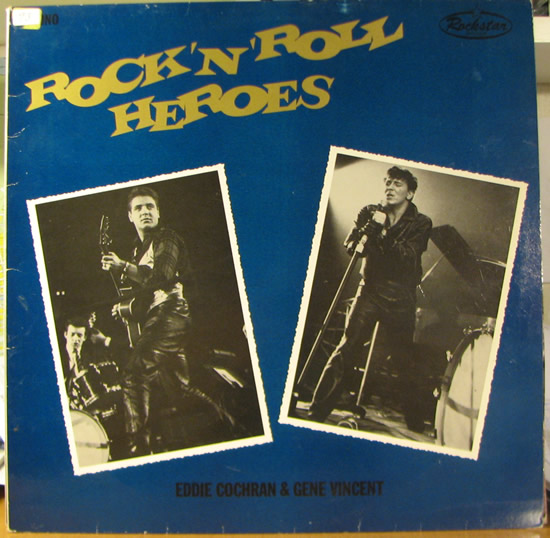 Rockstar
ROCK 'N' ROLL
HEROES
EDDIE COCHRAN & GENE VINCENT